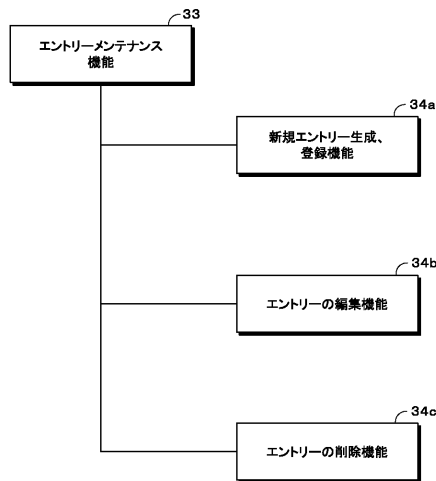 33
エントリーメンテナンス
機能
34a
新規エントリー生成、
登録機能
34b
エントリーの編集機能
34c
エントリーの削除機能